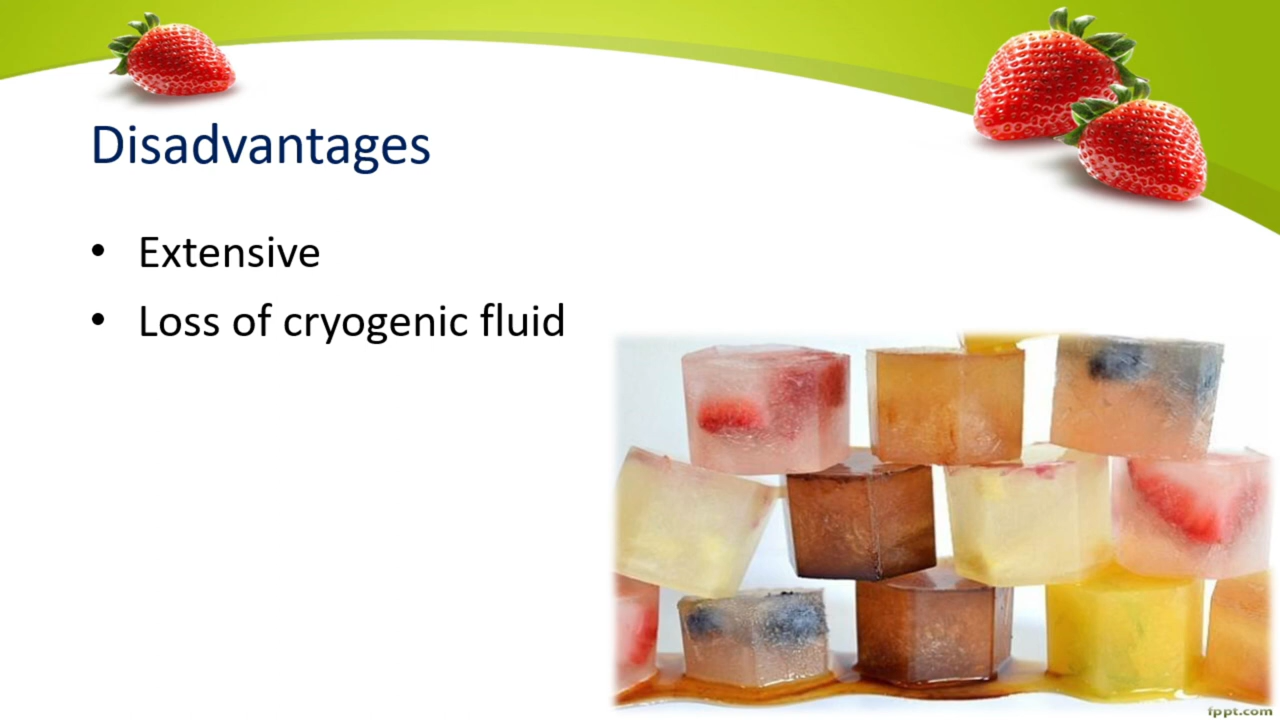 Disadvantages
• Extensive
• Loss of cryogenic fluid
fppt.com